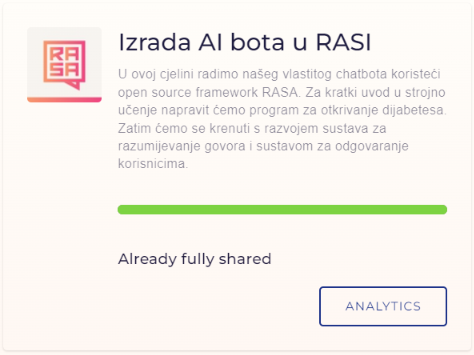 RA
SA
Izrada AI bota u RASI
U ovoj cjelini radimo našeg vlastitog chatbota koristeći
open source framework RASA. Za kratki uvod u strojno
učenje napravit ćemo program za otkrivanje dijabetesa.
Zatim ćemo se krenuti s razvojem sustava za
razumijevanje govora i sustavom za odgovaranje
korisnicima.
Already fully shared
ANALYTICS